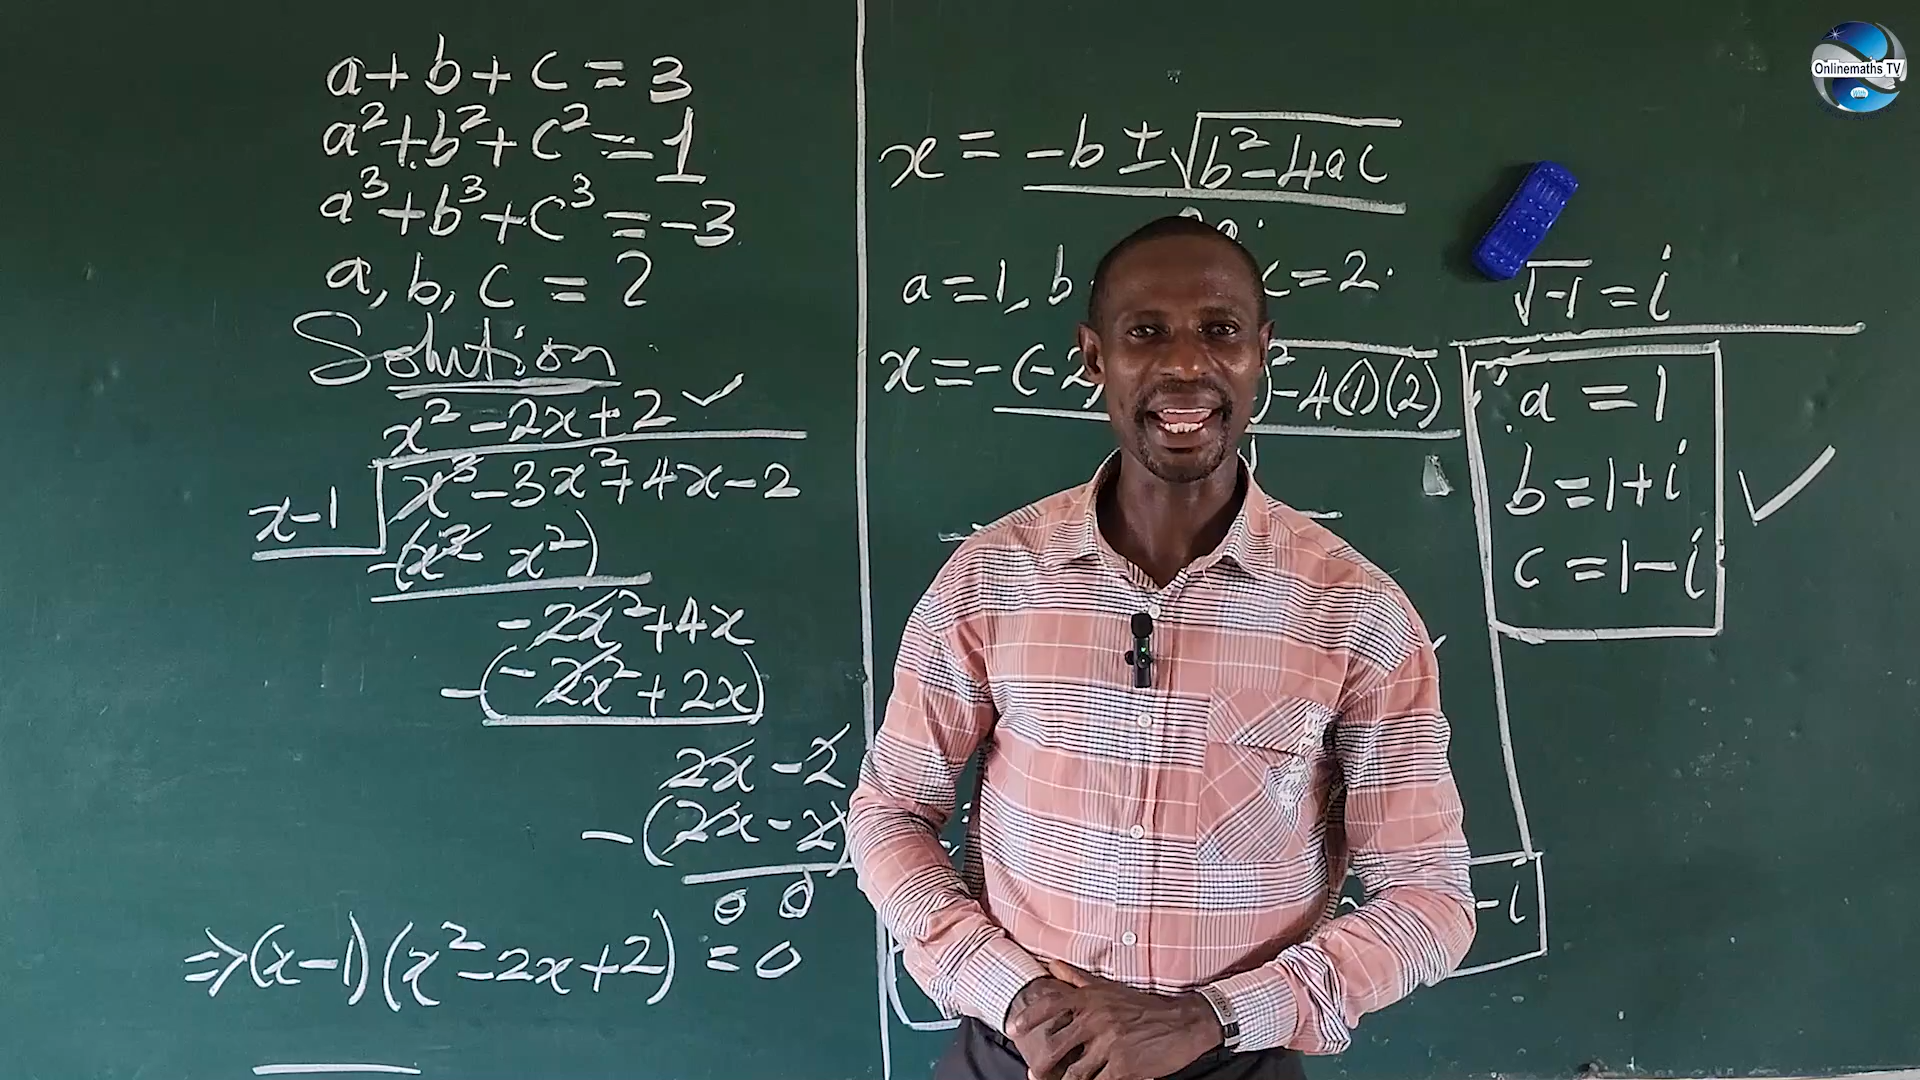 a+b+c=3
a²+b²+c²=1
a³+b³+c³=-3
a, b, c = ?
Solution
x²-2x+2 ✓
x-1 x³-3x²+4x-2
-(x³ x²)
-2x²+4x
-(-2x²+2x)
2x-2
-(2x-2)
0 0
⇒(x-1)(x²-2x+2)=0
x = -b±√b²-4ac
a=1, b c=2.
x=-(-2 )²-4(1)(2)
√-1 = i
a = 1
b = 1+i
c = 1-i
✓
-i
Onlinemaths TV